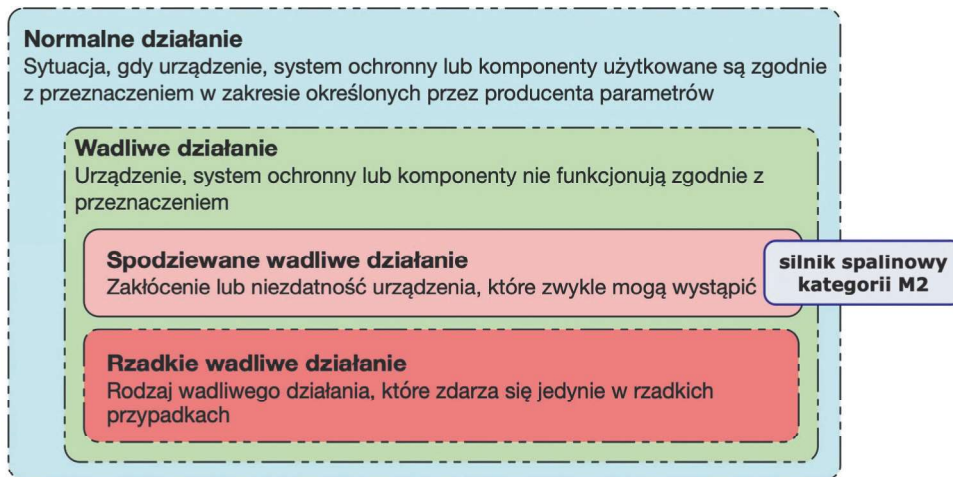 Normalne działanie
Sytuacja, gdy urządzenie, system ochronny lub komponenty użytkowane są zgodnie
z przeznaczeniem w zakresie określonych przez producenta parametrów
Wadliwe działanie
Urządzenie, system ochronny lub komponenty nie funkcjonują zgodnie z
przeznaczeniem
Spodziewane wadliwe działanie
Zakłócenie lub niezdatność urządzenia, które zwykle mogą wystąpić
silnik spalinowy
kategorii M2
Rzadkie wadliwe działanie
Rodzaj wadliwego działania, które zdarza się jedynie w rzadkich
przypadkach